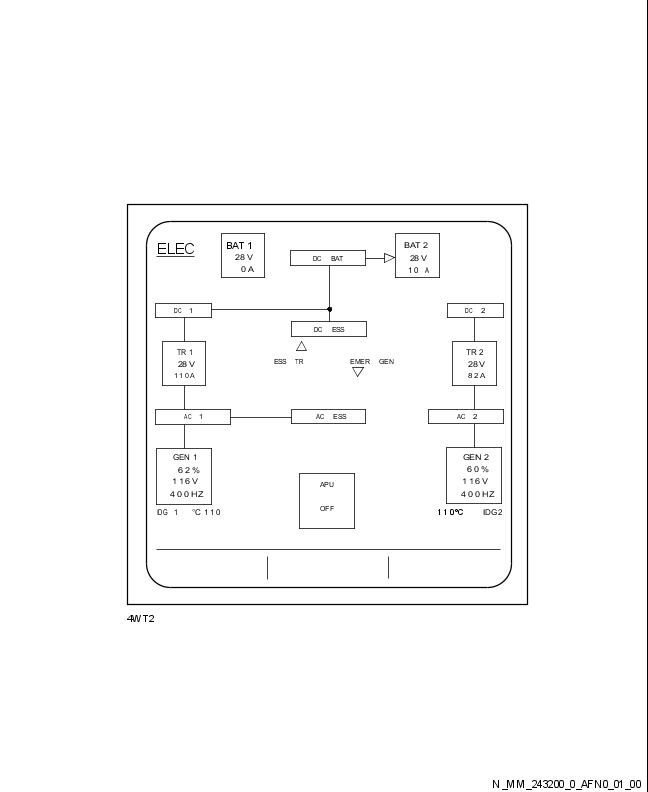 ELEC
BAT 1
28 V
0 A
DC BAT
BAT 2
28 V
10 A
DC 1
DC 2
DC ESS
TR 1
28 V
110A
ESS TR
EMER GEN
TR 2
28 V
82A
AC 1
AC ESS
AC 2
GEN 1
62%
116V
400HZ
APU
OFF
GEN 2
60%
116V
400HZ
IDG 1 °C 110
110°C IDG2
4WT2
N_MM_243200_0_AFN0_01_00